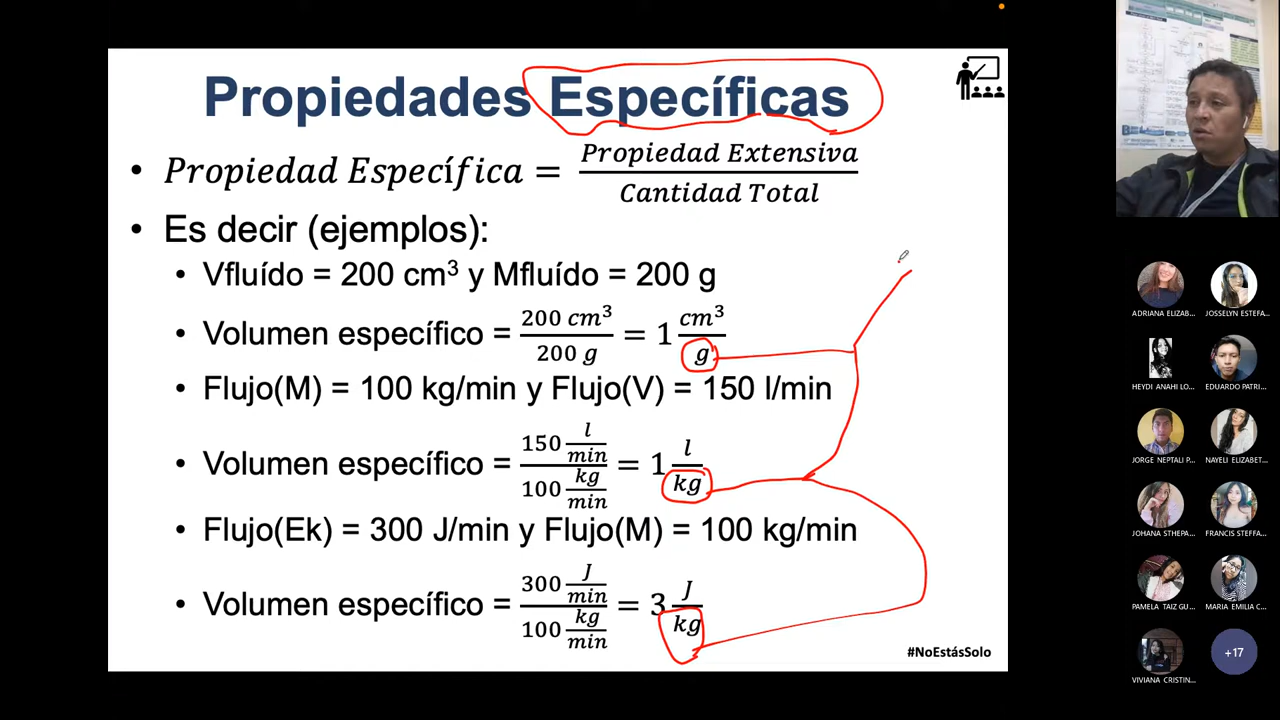 Propiedades Específicas
• Propiedad Específica = Propiedad Extensiva / Cantidad Total
• Es decir (ejemplos):
• Vfluído = 200 cm³ y Mfluído = 200 g
• Volumen específico = 200 cm³ / 200 g = 1 cm³ / g
• Flujo(M) = 100 kg/min y Flujo(V) = 150 l/min
• Volumen específico = 150 l/min / 100 kg/min = 1 l / kg
• Flujo(Ek) = 300 J/min y Flujo(M) = 100 kg/min
• Volumen específico = 300 J/min / 100 kg/min = 3 J / kg
#NoEstásSolo
ADRIANA ELIZAB...
JOSSELYN ESTEFA...
HEYDI ANAHI LO...
EDUARDO PATRI...
JORGE NEPTALI P...
NAYELI ELIZABET...
JOHANA STHEPA...
FRANCIS STEFFA...
PAMELA TAIZ GU...
MARIA EMILIA C...
VIVIANA CRISTIN...
+17